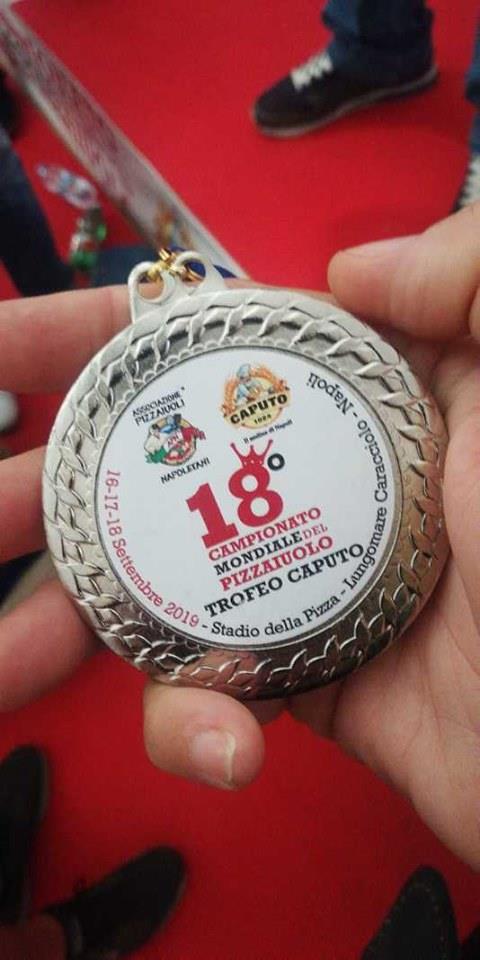 ASSOCIAZIONE
PIZZAIUOLI
NAPOLETANI
CAPUTO
1924
Il mulino di Napoli
18°
CAMPIONATO
MONDIALE DEL
PIZZAIUOLO
TROFEO CAPUTO
16-17-18 Settembre 2019 - Stadio della Pizza - Lungomare Caracciolo - Napoli